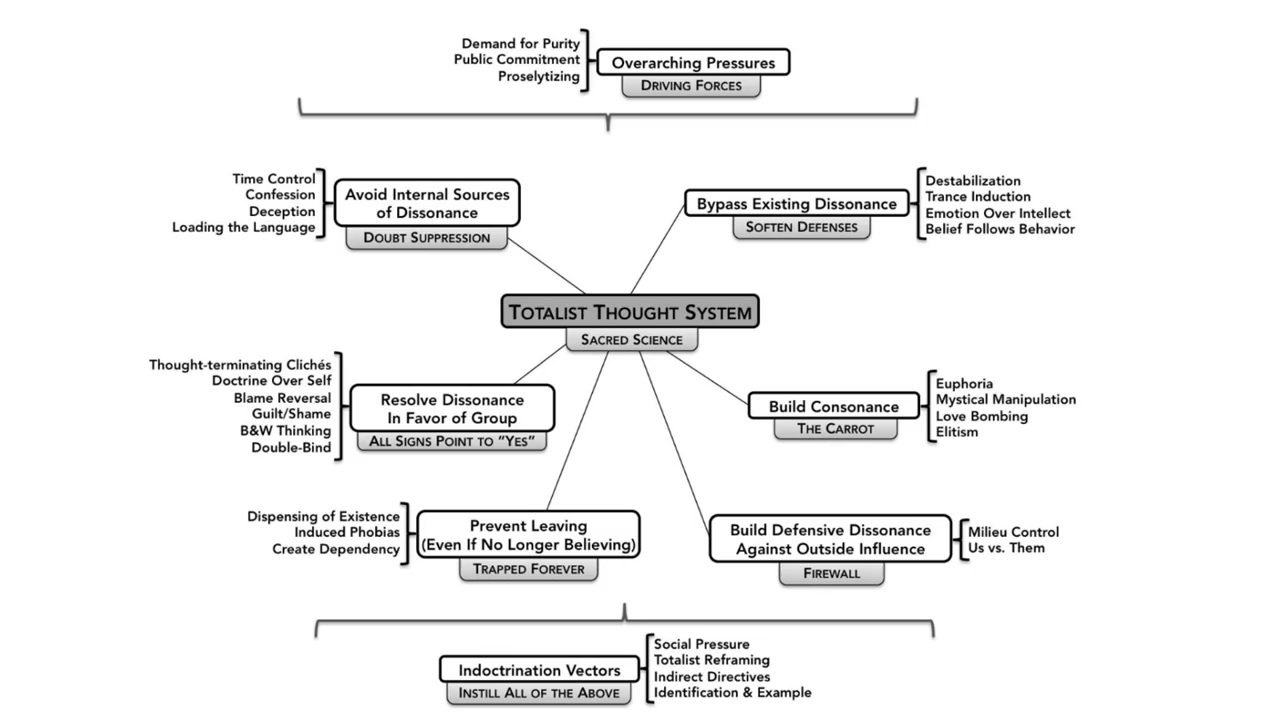 Demand for Purity
Public Commitment
Proselytizing
Overarching Pressures
DRIVING FORCES
Time Control
Confession
Deception
Loading the Language
Avoid Internal Sources
of Dissonance
DOUBT SUPPRESSION
Bypass Existing Dissonance
SOFTEN DEFENSES
Destabilization
Trance Induction
Emotion Over Intellect
Belief Follows Behavior
TOTALIST THOUGHT SYSTEM
SACRED SCIENCE
Thought-terminating Clichés
Doctrine Over Self
Blame Reversal
Guilt/Shame
B&W Thinking
Double-Bind
Resolve Dissonance
In Favor of Group
ALL SIGNS POINT TO “YES”
Build Consonance
THE CARROT
Euphoria
Mystical Manipulation
Love Bombing
Elitism
Dispensing of Existence
Induced Phobias
Create Dependency
Prevent Leaving
(Even If No Longer Believing)
TRAPPED FOREVER
Build Defensive Dissonance
Against Outside Influence
FIREWALL
Milieu Control
Us vs. Them
Indoctrination Vectors
INSTILL ALL OF THE ABOVE
Social Pressure
Totalist Reframing
Indirect Directives
Identification & Example